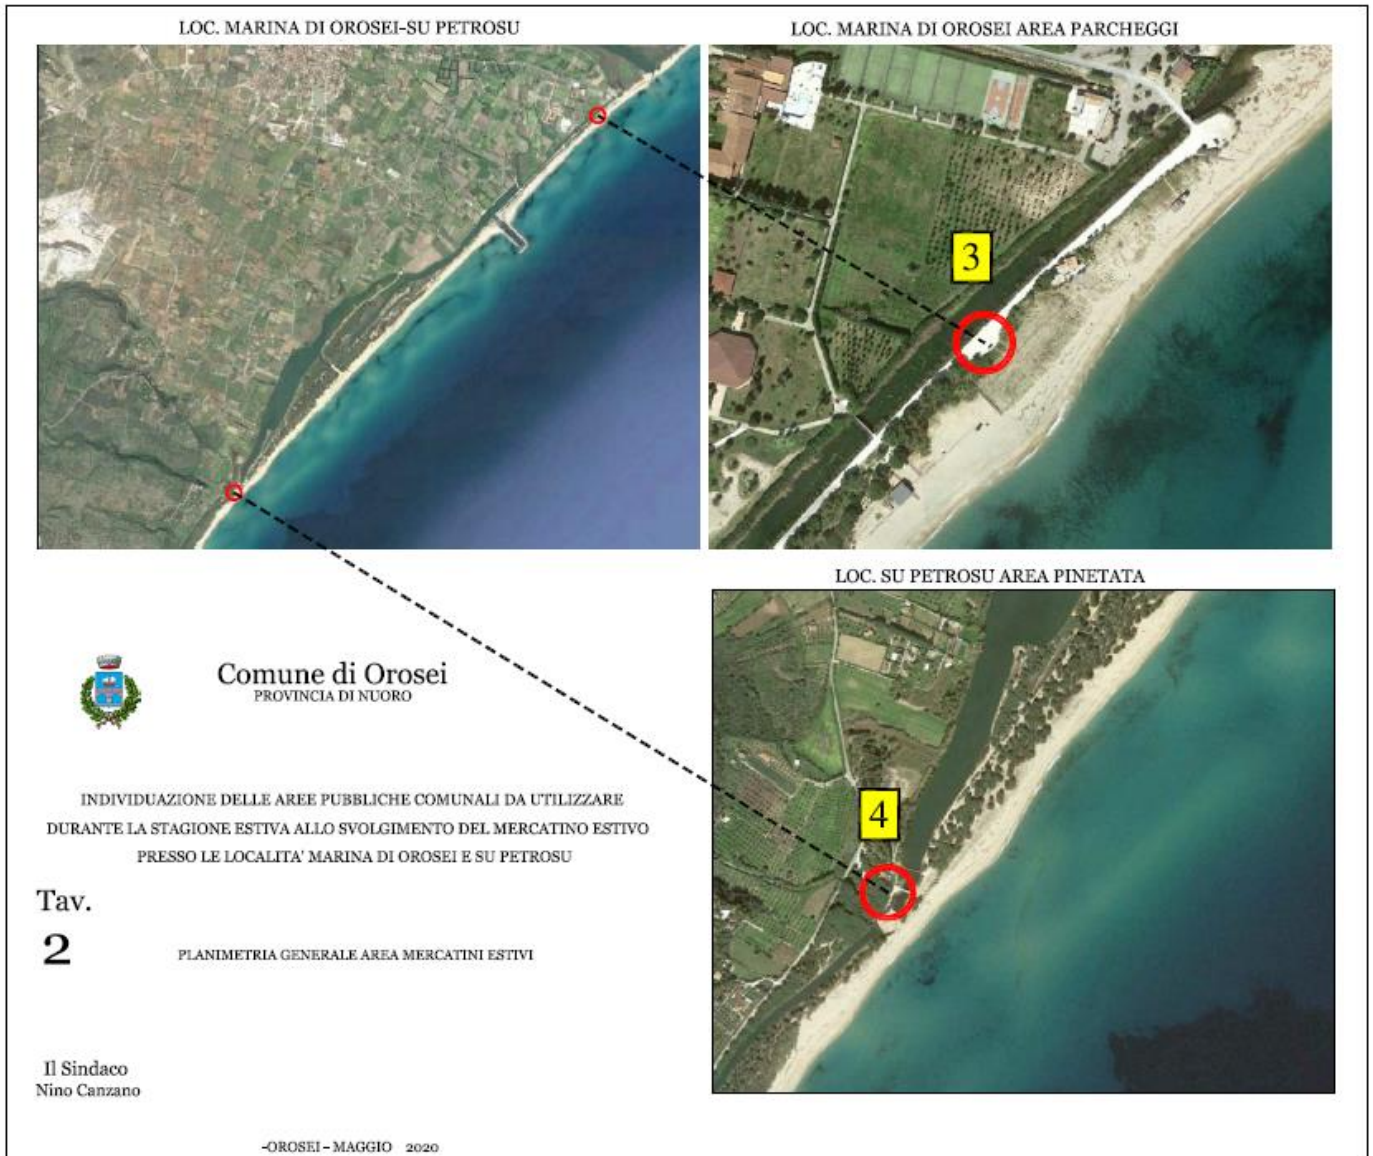 LOC. MARINA DI OROSEI-SU PETROSU
LOC. MARINA DI OROSEI AREA PARCHEGGI
3
LOC. SU PETROSU AREA PINETATA
4
Comune di Orosei
PROVINCIA DI NUORO
INDIVIDUAZIONE DELLE AREE PUBBLICHE COMUNALI DA UTILIZZARE
DURANTE LA STAGIONE ESTIVA ALLO SVOLGIMENTO DEL MERCATINO ESTIVO
PRESSO LE LOCALITA' MARINA DI OROSEI E SU PETROSU
Tav.
2
PLANIMETRIA GENERALE AREA MERCATINI ESTIVI
Il Sindaco
Nino Canzano
-OROSEI – MAGGIO 2020